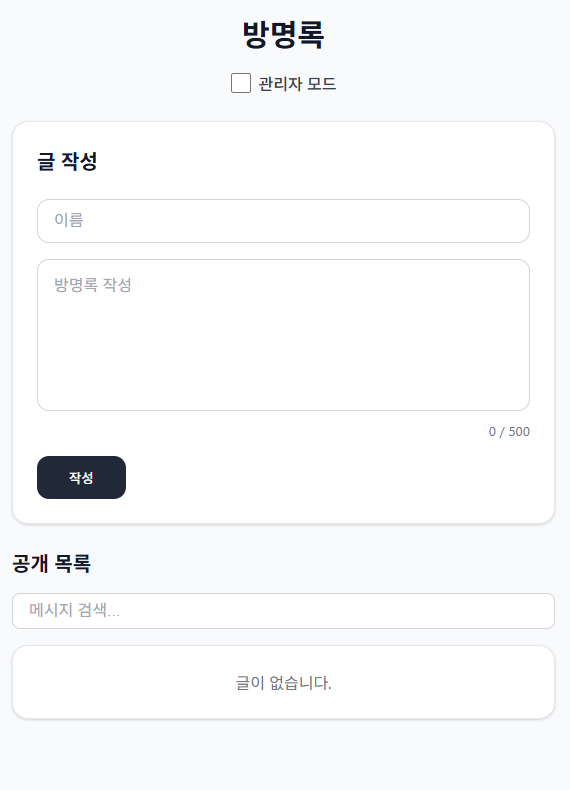 방명록
관리자 모드
글 작성
이름
방명록 작성
0 / 500
작성
공개 목록
메시지 검색...
글이 없습니다.